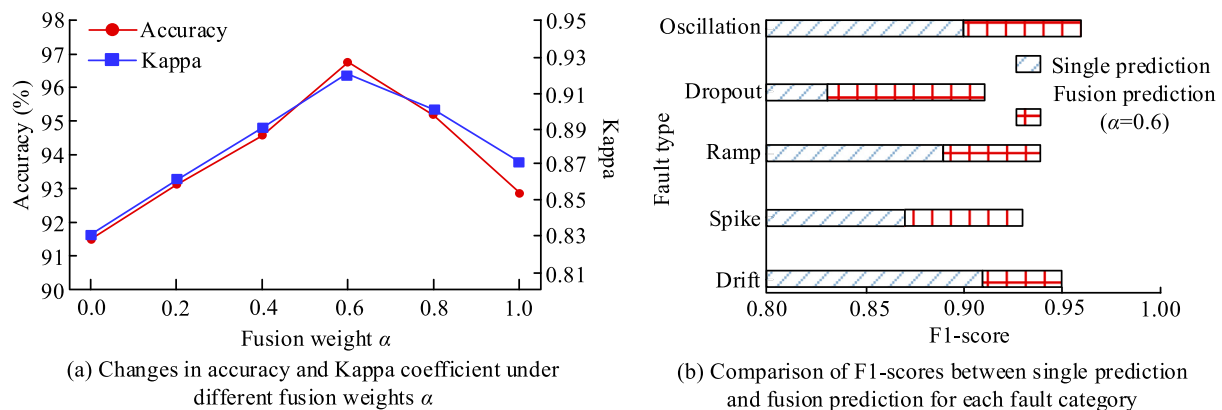 98
97
96
95
94
93
92
91
90
Accuracy (%)
Accuracy
Kappa
0.95
0.93
0.91
0.89
0.87
0.85
0.83
0.81
Kappa
0.0 0.2 0.4 0.6 0.8 1.0
Fusion weight α
(a) Changes in accuracy and Kappa coefficient under
different fusion weights α
Fault type
Oscillation
Dropout
Ramp
Spike
Drift
Single prediction
Fusion prediction
(α=0.6)
0.80 0.85 0.90 0.96 1.00
F1-score
(b) Comparison of F1-scores between single prediction
and fusion prediction for each fault category